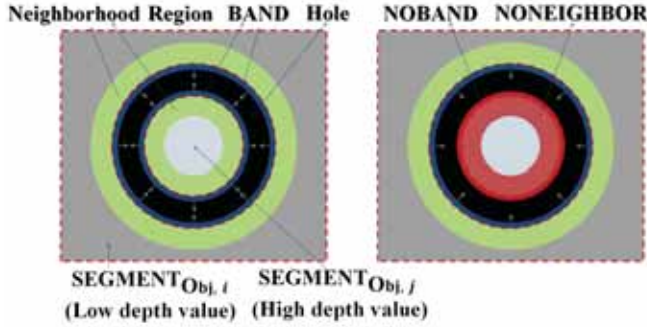 Neighborhood Region BAND Hole
NOBAND NONEIGHBOR
SEGMENTObj, i
(Low depth value)
SEGMENTObj, j
(High depth value)